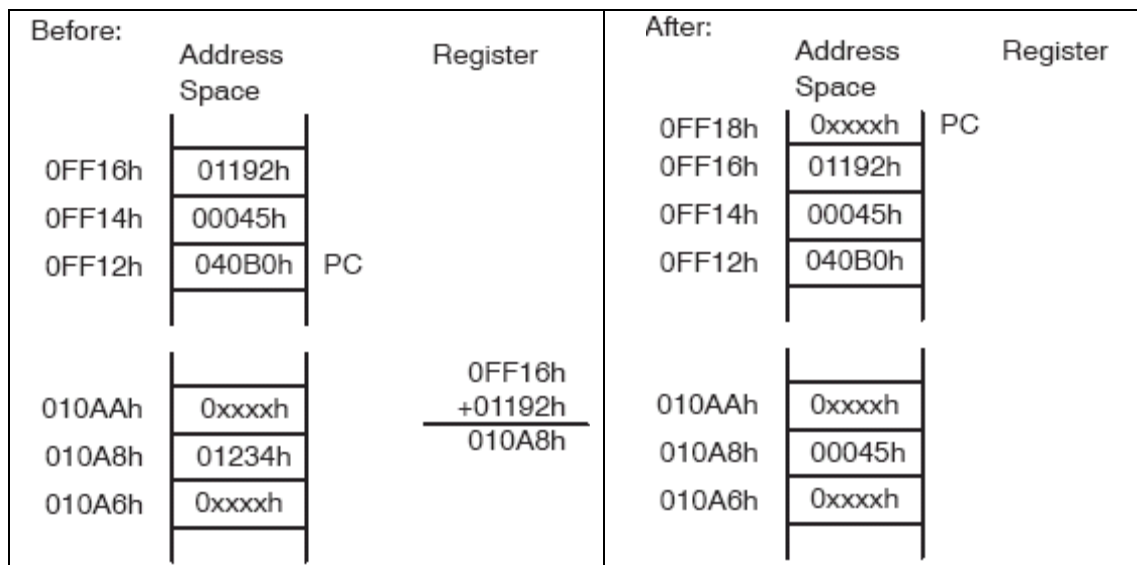 Before:
Address Register
Space
0FF16h 01192h
0FF14h 00045h
0FF12h 040B0h PC
0FF16h
010AAh 0xxxxh +01192h
010A8h 01234h 010A8h
010A6h 0xxxxh
After:
Address Register
Space
0FF18h 0xxxxh PC
0FF16h 01192h
0FF14h 00045h
0FF12h 040B0h
010AAh 0xxxxh
010A8h 00045h
010A6h 0xxxxh